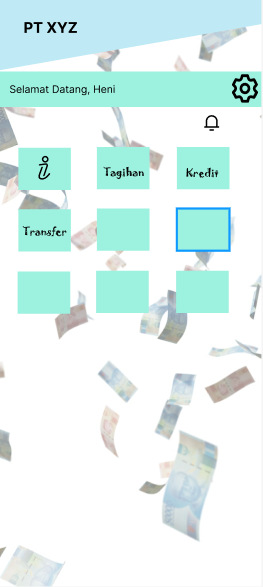 PT XYZ
Selamat Datang, Heni
i
Tagihan
Kredit
Transfer